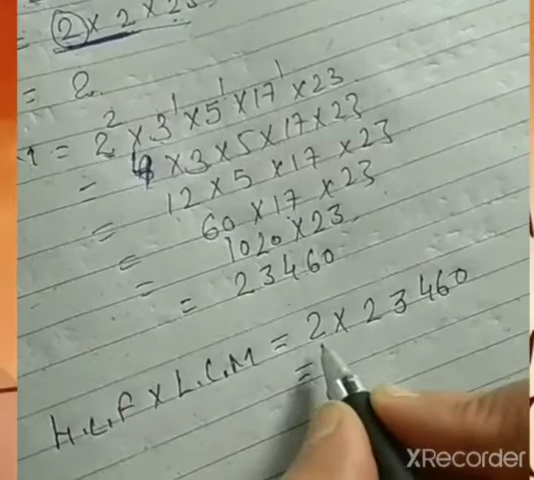 = 2 × 2 × 23
= 2
= 2² × 3¹ × 5¹ × 17¹ × 23
= 4 × 3 × 5 × 17 × 23
= 12 × 5 × 17 × 23
= 60 × 17 × 23
= 1020 × 23
= 23460
H.C.F × L.C.M = 2 × 23460
=
XRecorder